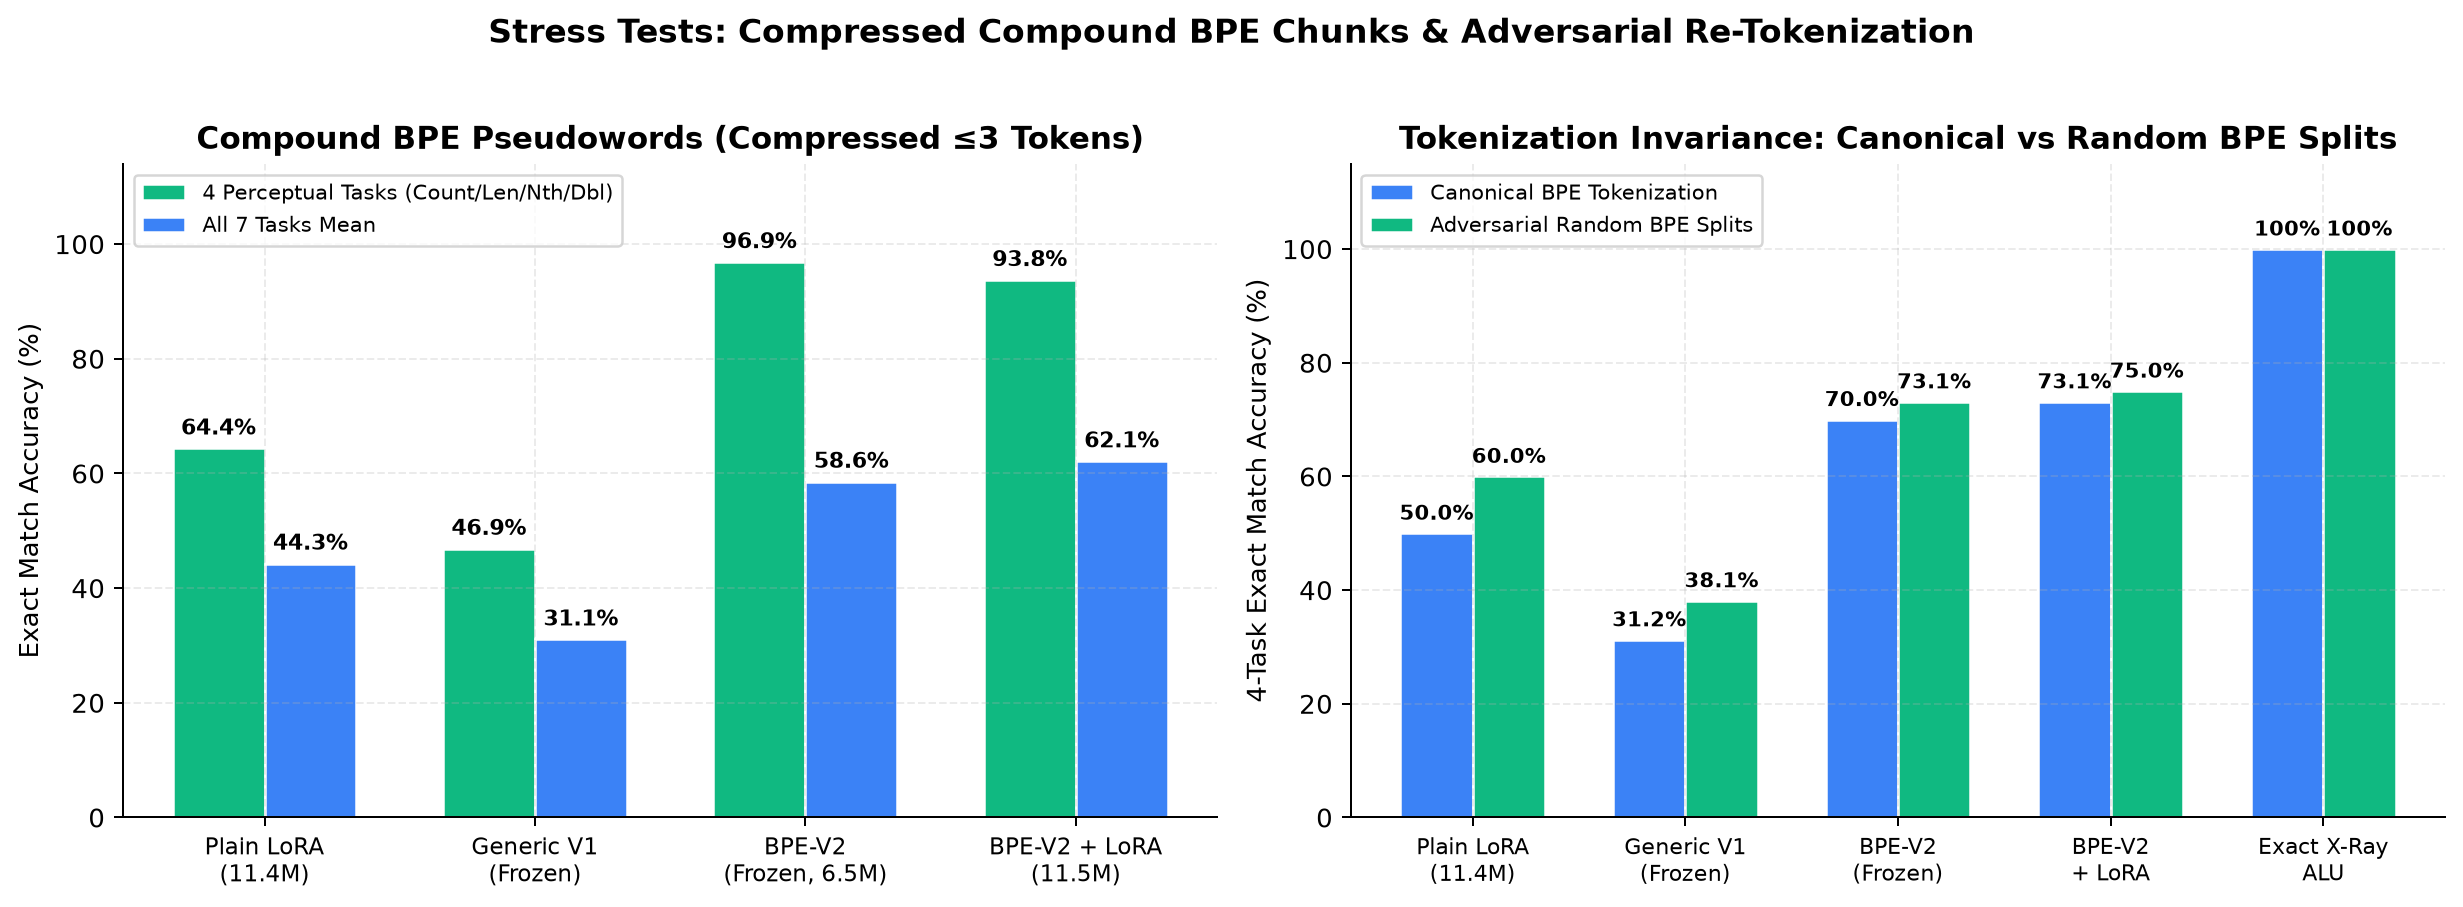 Stress Tests: Compressed Compound BPE Chunks & Adversarial Re-Tokenization
Compound BPE Pseudowords (Compressed ≤3 Tokens)
4 Perceptual Tasks (Count/Len/Nth/Dbl)
All 7 Tasks Mean
Exact Match Accuracy (%)
100
80
60
40
20
0
64.4%
44.3%
46.9%
31.1%
96.9%
58.6%
93.8%
62.1%
Plain LoRA
(11.4M)
Generic V1
(Frozen)
BPE-V2
(Frozen, 6.5M)
BPE-V2 + LoRA
(11.5M)
Tokenization Invariance: Canonical vs Random BPE Splits
Canonical BPE Tokenization
Adversarial Random BPE Splits
4-Task Exact Match Accuracy (%)
100
80
60
40
20
0
50.0%
60.0%
31.2%
38.1%
70.0%
73.1%
73.1%
75.0%
100%
100%
Plain LoRA
(11.4M)
Generic V1
(Frozen)
BPE-V2
(Frozen)
BPE-V2
+ LoRA
Exact X-Ray
ALU